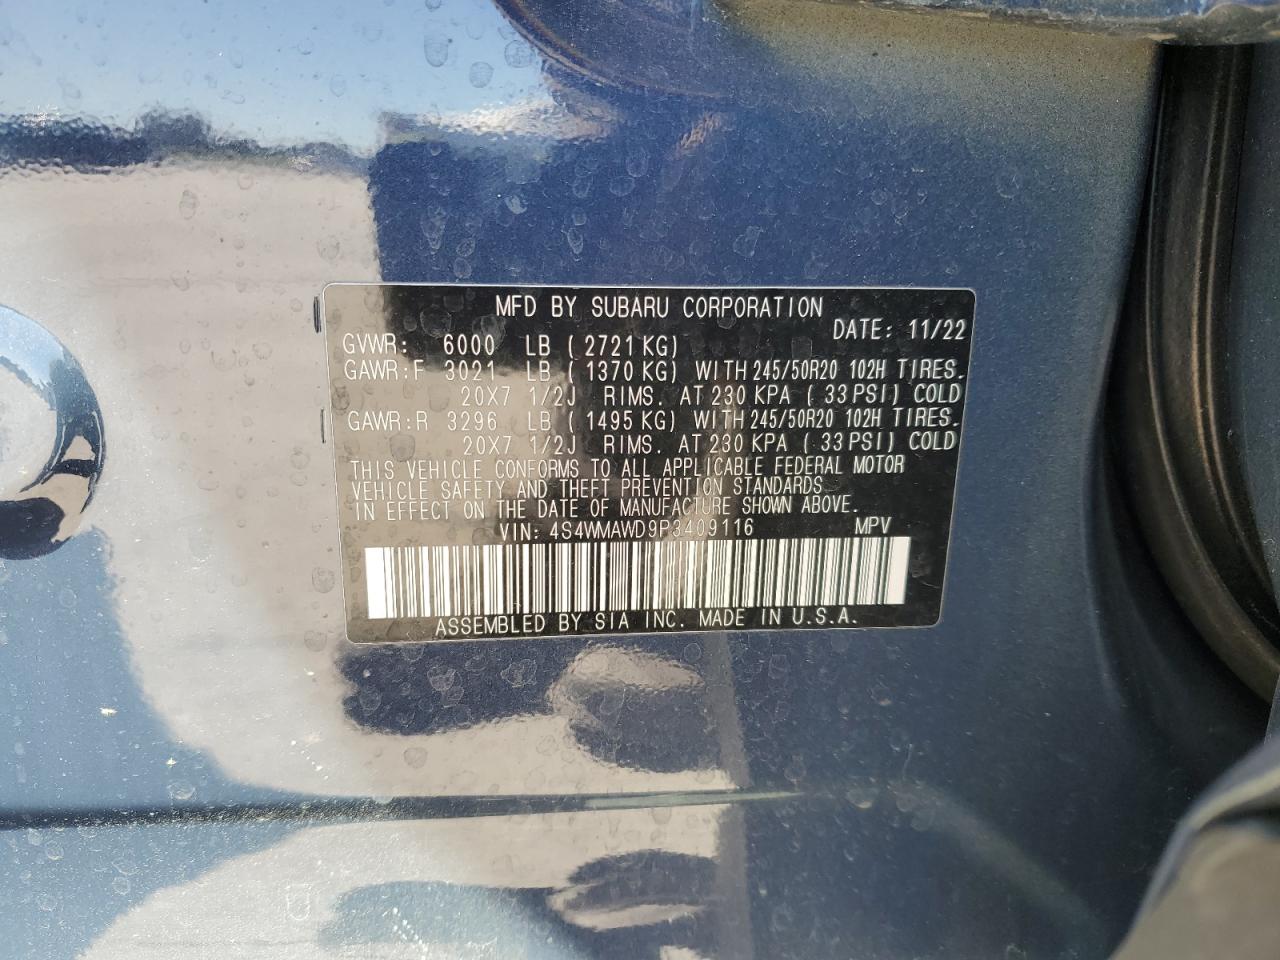 MFD BY SUBARU CORPORATION
DATE: 11/22
GVWR: 6000 LB ( 2721 KG)
GAWR:F 3021 LB ( 1370 KG) WITH 245/50R20 102H TIRES.
20X7 1/2J RIMS. AT 230 KPA ( 33 PSI) COLD
GAWR:R 3296 LB ( 1495 KG) WITH 245/50R20 102H TIRES.
20X7 1/2J RIMS. AT 230 KPA ( 33 PSI) COLD
THIS VEHICLE CONFORMS TO ALL APPLICABLE FEDERAL MOTOR
VEHICLE SAFETY AND THEFT PREVENTION STANDARDS
IN EFFECT ON THE DATE OF MANUFACTURE SHOWN ABOVE.
VIN: 4S4WMAWD9P3409116 MPV
ASSEMBLED BY SIA INC. MADE IN U.S.A.